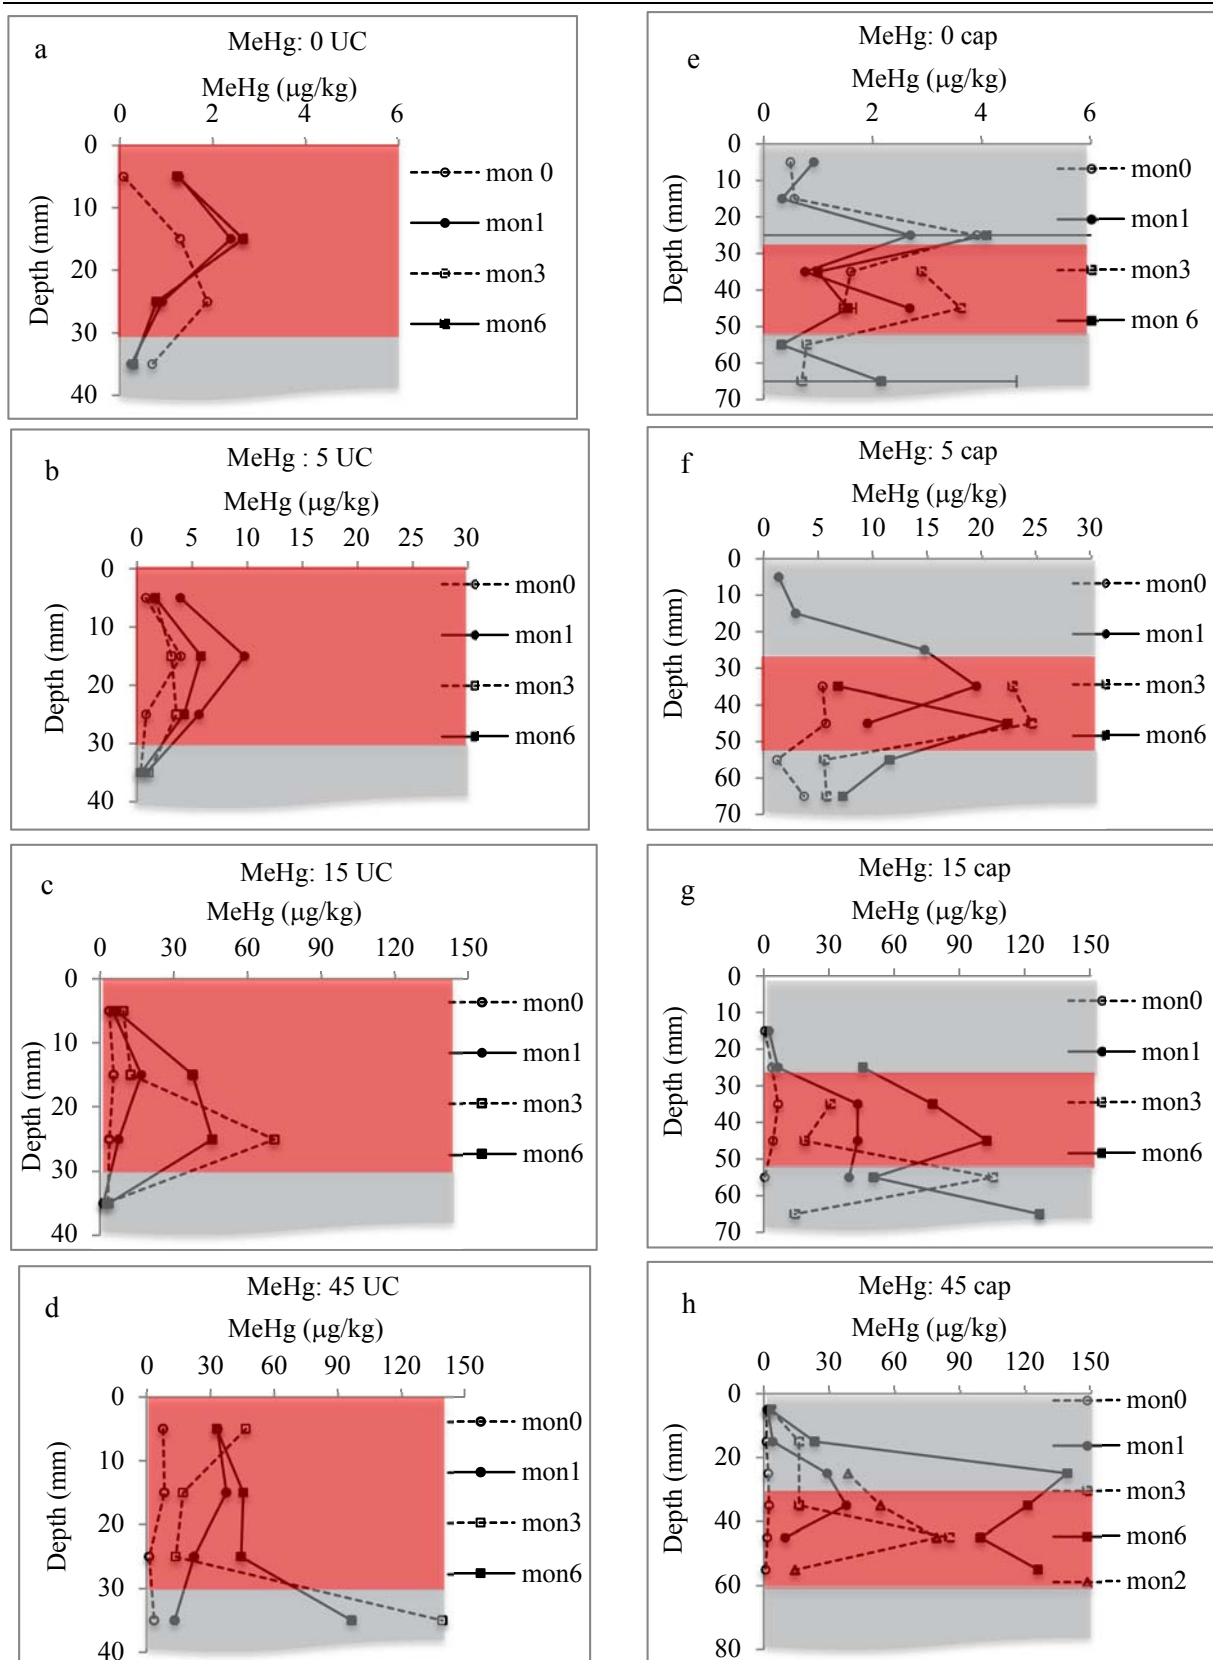 a
MeHg: 0 UC
MeHg (μg/kg)
0 2 4 6
0
10
20
30
40
Depth (mm)
mon 0
mon1
mon3
mon6
e
MeHg: 0 cap
MeHg (μg/kg)
0 2 4 6
0
10
20
30
40
50
60
70
Depth (mm)
mon0
mon1
mon3
mon 6
b
MeHg : 5 UC
MeHg (μg/kg)
0 5 10 15 20 25 30
0
10
20
30
40
Depth (mm)
mon0
mon1
mon3
mon6
f
MeHg: 5 cap
MeHg (μg/kg)
0 5 10 15 20 25 30
0
10
20
30
40
50
60
70
Depth (mm)
mon0
mon1
mon3
mon6
c
MeHg: 15 UC
MeHg (μg/kg)
0 30 60 90 120 150
0
10
20
30
40
Depth (mm)
mon0
mon1
mon3
mon6
g
MeHg: 15 cap
MeHg (μg/kg)
0 30 60 90 120 150
0
10
20
30
40
50
60
70
Depth (mm)
mon0
mon1
mon3
mon6
d
MeHg: 45 UC
MeHg (μg/kg)
0 30 60 90 120 150
0
10
20
30
40
Depth (mm)
mon0
mon1
mon3
mon6
h
MeHg: 45 cap
MeHg (μg/kg)
0 30 60 90 120 150
0
20
40
60
80
Depth (mm)
mon0
mon1
mon3
mon6
mon2